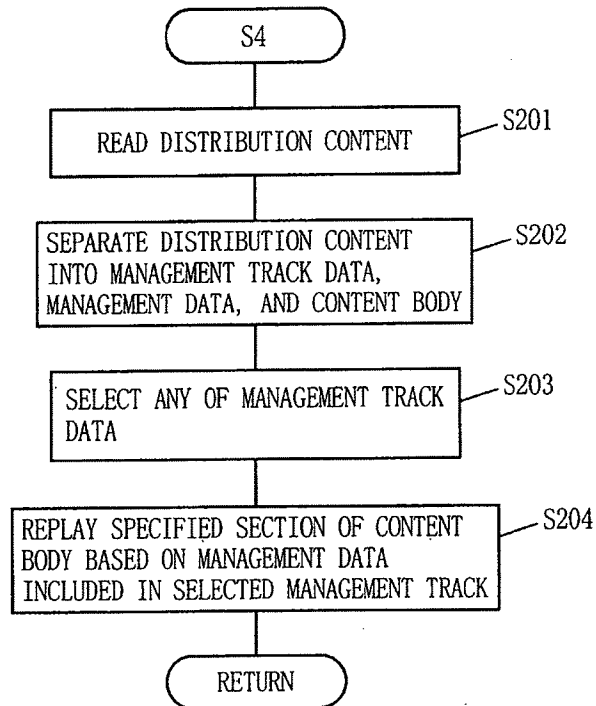 S4
READ DISTRIBUTION CONTENT
S201
SEPARATE DISTRIBUTION CONTENT
INTO MANAGEMENT TRACK DATA,
MANAGEMENT DATA, AND CONTENT BODY
S202
SELECT ANY OF MANAGEMENT TRACK
DATA
S203
REPLAY SPECIFIED SECTION OF CONTENT
BODY BASED ON MANAGEMENT DATA
INCLUDED IN SELECTED MANAGEMENT TRACK
S204
RETURN